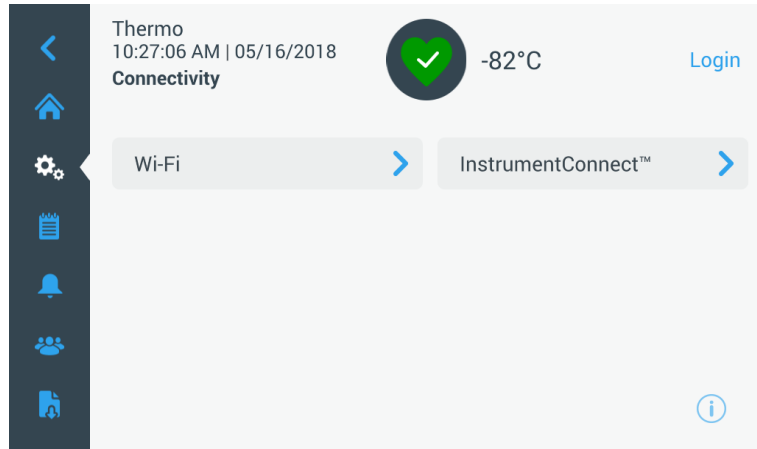 Thermo
10:27:06 AM | 05/16/2018
Connectivity
-82°C
Login
Wi-Fi
InstrumentConnect™